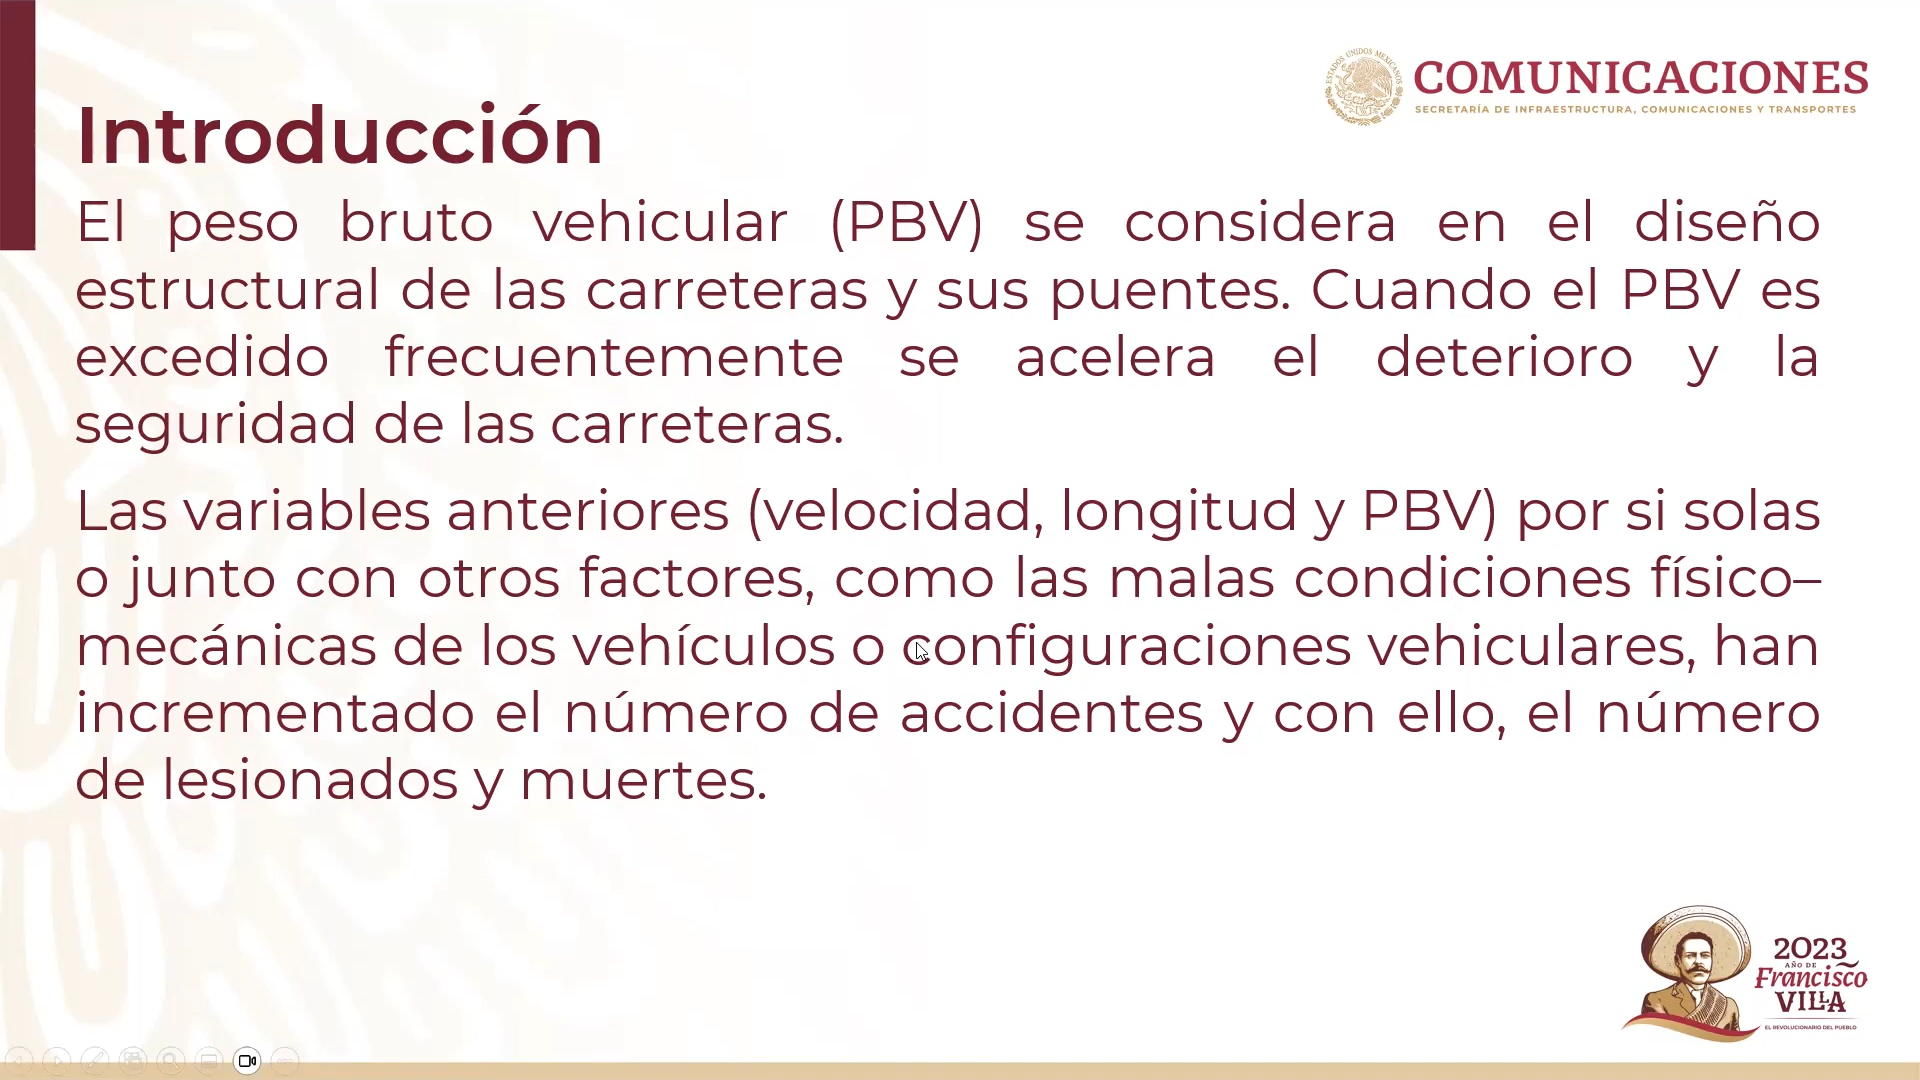 ESTADOS UNIDOS MEXICANOS
COMUNICACIONES
SECRETARÍA DE INFRAESTRUCTURA, COMUNICACIONES Y TRANSPORTES
Introducción
El peso bruto vehicular (PBV) se considera en el diseño
estructural de las carreteras y sus puentes. Cuando el PBV es
excedido frecuentemente se acelera el deterioro y la
seguridad de las carreteras.
Las variables anteriores (velocidad, longitud y PBV) por si solas
o junto con otros factores, como las malas condiciones físico–
mecánicas de los vehículos o configuraciones vehiculares, han
incrementado el número de accidentes y con ello, el número
de lesionados y muertes.
2023
AÑO DE
Francisco
VILLA
EL REVOLUCIONARIO DEL PUEBLO